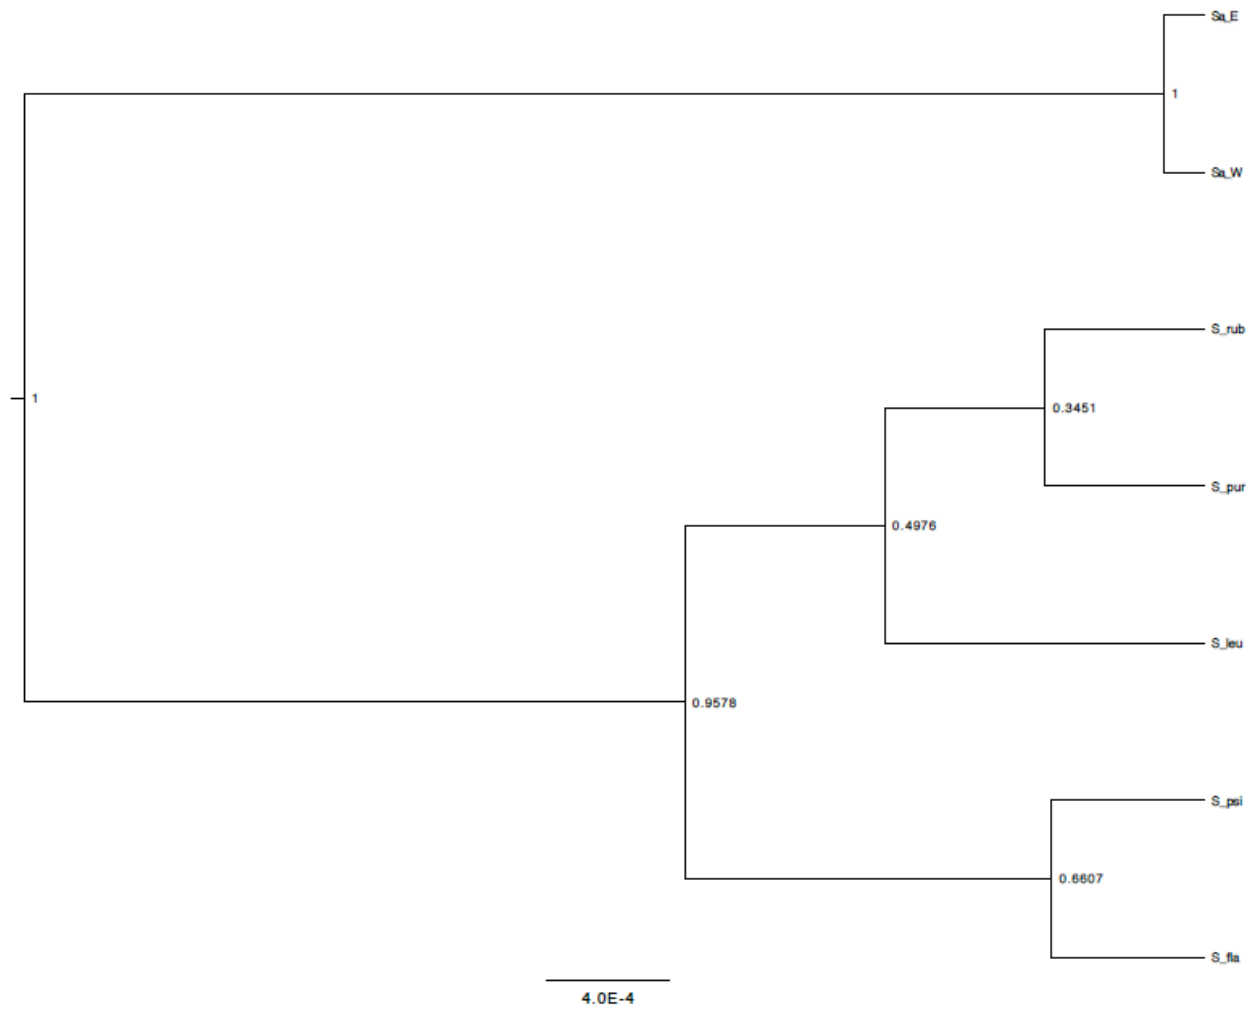 Sa_E
1
Sa_W
S_rub
1
0.3451
S_pur
0.4976
S_leu
0.9578
S_psi
0.6607
S_fla
4.0E-4